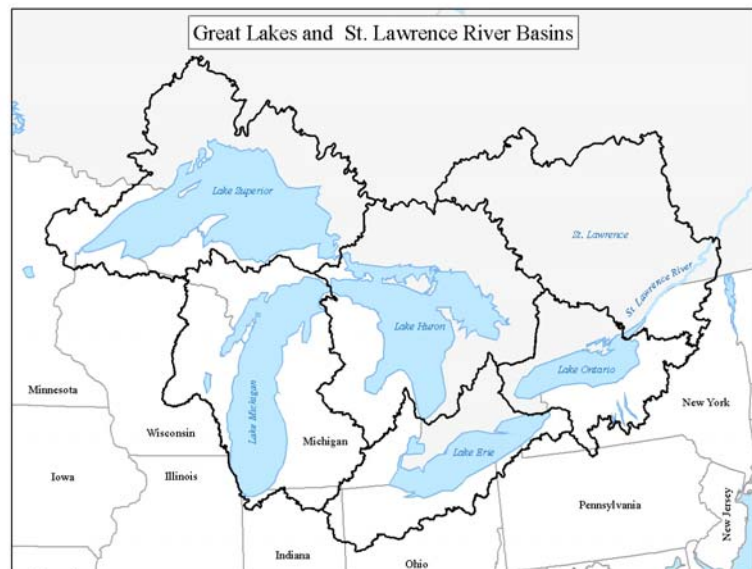 Great Lakes and St. Lawrence River Basins
Lake Superior
St. Lawrence
St. Lawrence River
Lake Huron
Lake Ontario
Lake Michigan
Minnesota
New York
Wisconsin
Michigan
Lake Erie
Iowa
Illinois
Pennsylvania
New Jersey
Indiana
Ohio